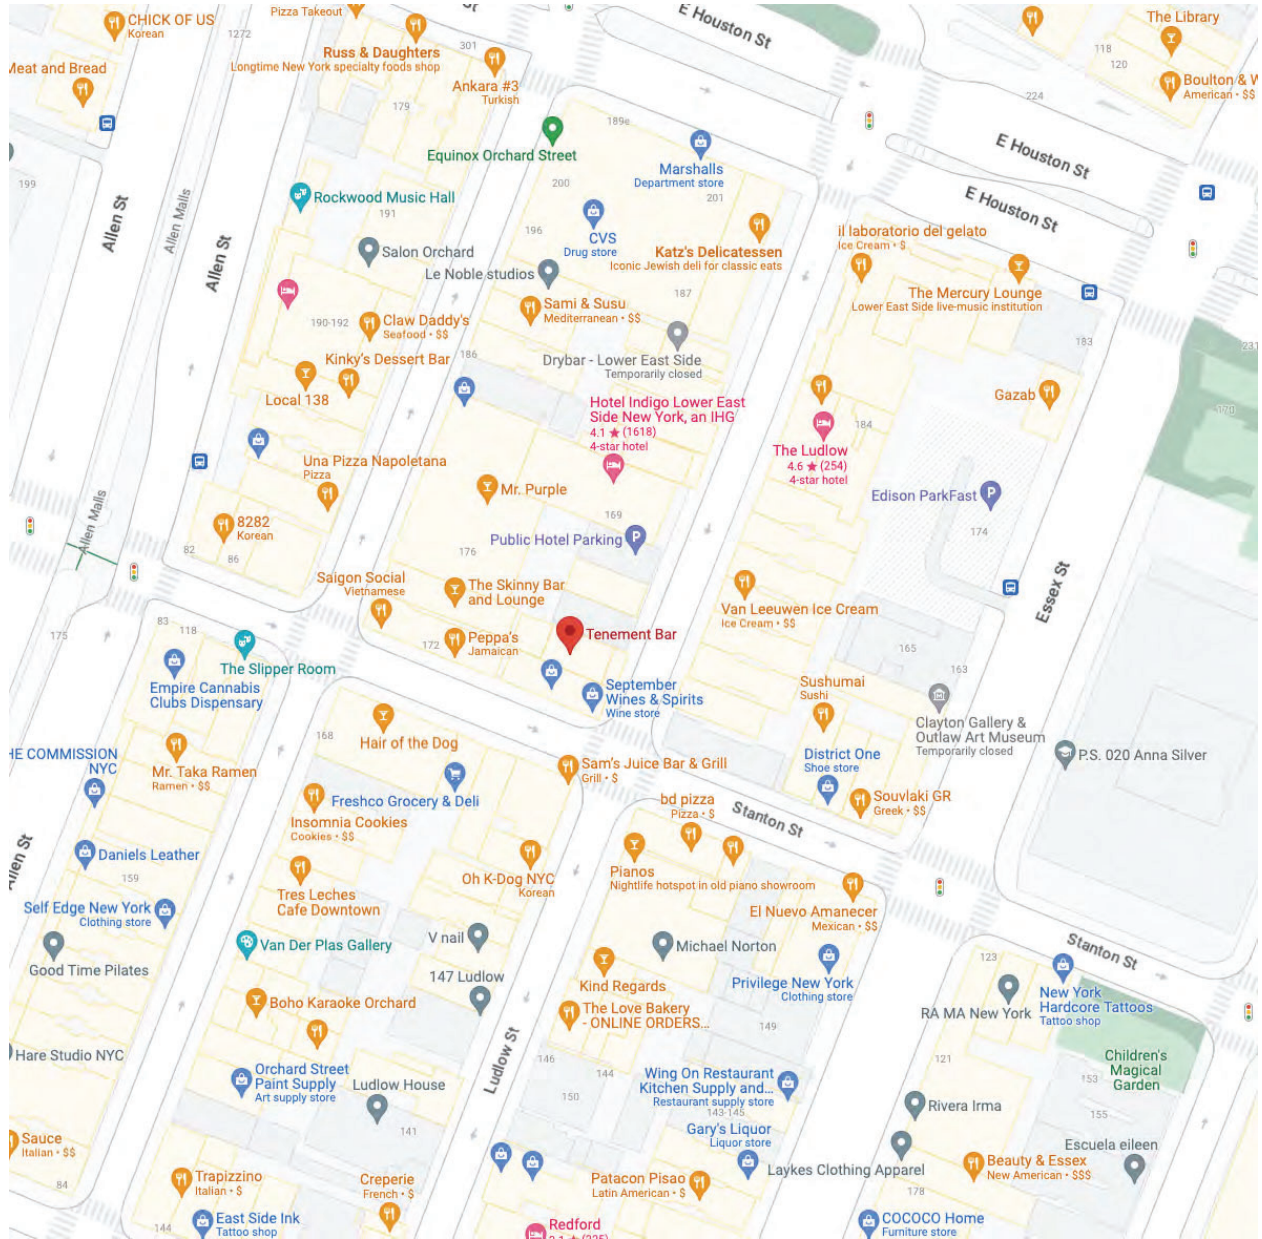 CHICK OF US
Korean
1272
Pizza Takeout
St
E Houston St
The Library
118
120
Russ & Daughters
Longtime New York specialty foods shop
301
Ankara #3
Turkish
Meat and Bread
Boulton & W
American • $$
224
179
189e
E Houston St
Equinox Orchard Street
Marshalls
Department store
199
200
201
Allen St
Allen Malls
Allen St
Rockwood Music Hall
191
196
E Houston St
CVS
Drug store
Katz's Delicatessen
Iconic Jewish deli for classic eats
il laboratorio del gelato
Ice Cream • $
Salon Orchard
Le Noble studios
187
The Mercury Lounge
Lower East Side live-music institution
Sami & Susu
Mediterranean • $$
190-192
Claw Daddy's
Seafood • $$
183
231
Kinky's Dessert Bar
186
Drybar - Lower East Side
Temporarily closed
Local 138
Hotel Indigo Lower East
Side New York, an IHG
4.1 ★ (1618)
4-star hotel
Gazab
170
184
The Ludlow
4.6 ★ (254)
4-star hotel
Una Pizza Napoletana
Pizza
Mr. Purple
Edison ParkFast
Allen Malls
8282
Korean
169
174
Public Hotel Parking
82
86
176
Saigon Social
Vietnamese
The Skinny Bar
and Lounge
Essex St
Van Leeuwen Ice Cream
Ice Cream • $$
175
83
118
172
Peppa's
Jamaican
Tenement Bar
165
163
The Slipper Room
Empire Cannabis
Clubs Dispensary
September
Wines & Spirits
Wine store
Sushumai
Sushi
Clayton Gallery &
Outlaw Art Museum
Temporarily closed
168
Hair of the Dog
HE COMMISSION
NYC
Mr. Taka Ramen
Ramen • $$
Sam's Juice Bar & Grill
Grill • $
District One
Shoe store
P.S. 020 Anna Silver
Freshco Grocery & Deli
Souvlaki GR
Greek • $$
bd pizza
Pizza • $
Stanton St
Insomnia Cookies
Cookies • $$
Allen St
Daniels Leather
159
Oh K-Dog NYC
Korean
Pianos
Nightlife hotspot in old piano showroom
Tres Leches
Cafe Downtown
Self Edge New York
Clothing store
El Nuevo Amanecer
Mexican • $$
Van Der Plas Gallery
V nail
Michael Norton
Stanton St
Good Time Pilates
147 Ludlow
Kind Regards
Privilege New York
Clothing store
123
Boho Karaoke Orchard
The Love Bakery
- ONLINE ORDERS...
RA MA New York
New York
Hardcore Tattoos
Tattoo shop
149
Hare Studio NYC
Ludlow St
146
144
121
Children's
Magical
Garden
Orchard Street
Paint Supply
Art supply store
Ludlow House
150
Wing On Restaurant
Kitchen Supply and...
Restaurant supply store
153
143-145
Rivera Irma
155
141
Gary's Liquor
Liquor store
Sauce
Italian • $$
Escuela eileen
Laykes Clothing Apparel
Trapizzino
Italian • $
Creperie
French • $
Patacon Pisao
Latin American • $
Beauty & Essex
New American • $$$
84
178
144
East Side Ink
Tattoo shop
Redford
COCOCO Home
Furniture store